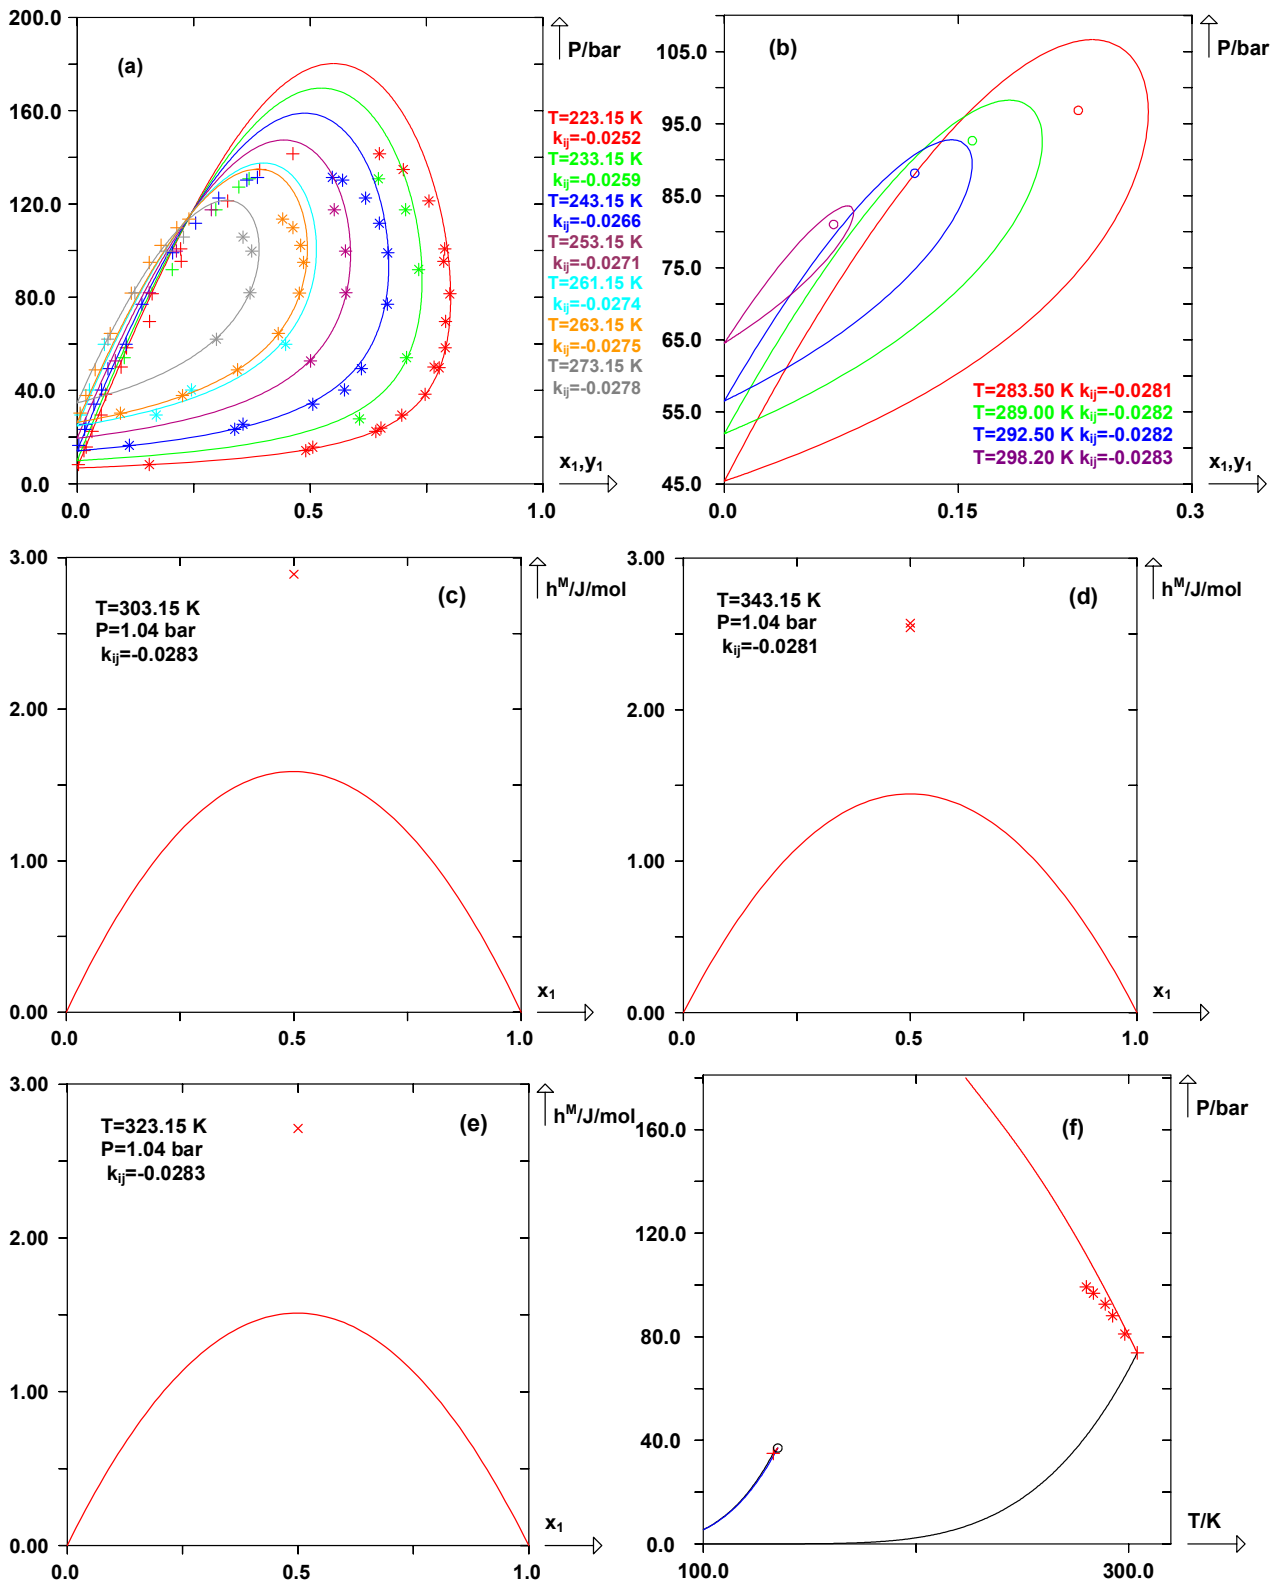 200.0
160.0
120.0
80.0
40.0
0.0
(a)
P/bar
T=223.15 K
kij=-0.0252
T=233.15 K
kij=-0.0259
T=243.15 K
kij=-0.0266
T=253.15 K
kij=-0.0271
T=261.15 K
kij=-0.0274
T=263.15 K
kij=-0.0275
T=273.15 K
kij=-0.0278
x1,y1
0.0 0.5 1.0
105.0
95.0
85.0
75.0
65.0
55.0
45.0
(b)
P/bar
T=283.50 K kij=-0.0281
T=289.00 K kij=-0.0282
T=292.50 K kij=-0.0282
T=298.20 K kij=-0.0283
x1,y1
0.0 0.15 0.3
3.00
2.00
1.00
0.00
T=303.15 K
P=1.04 bar
kij=-0.0283
(c)
hM/J/mol
x1
0.0 0.5 1.0
3.00
2.00
1.00
0.00
T=343.15 K
P=1.04 bar
kij=-0.0281
(d)
hM/J/mol
x1
0.0 0.5 1.0
3.00
2.00
1.00
0.00
T=323.15 K
P=1.04 bar
kij=-0.0283
(e)
hM/J/mol
x1
0.0 0.5 1.0
160.0
120.0
80.0
40.0
0.0
(f)
P/bar
T/K
100.0 300.0